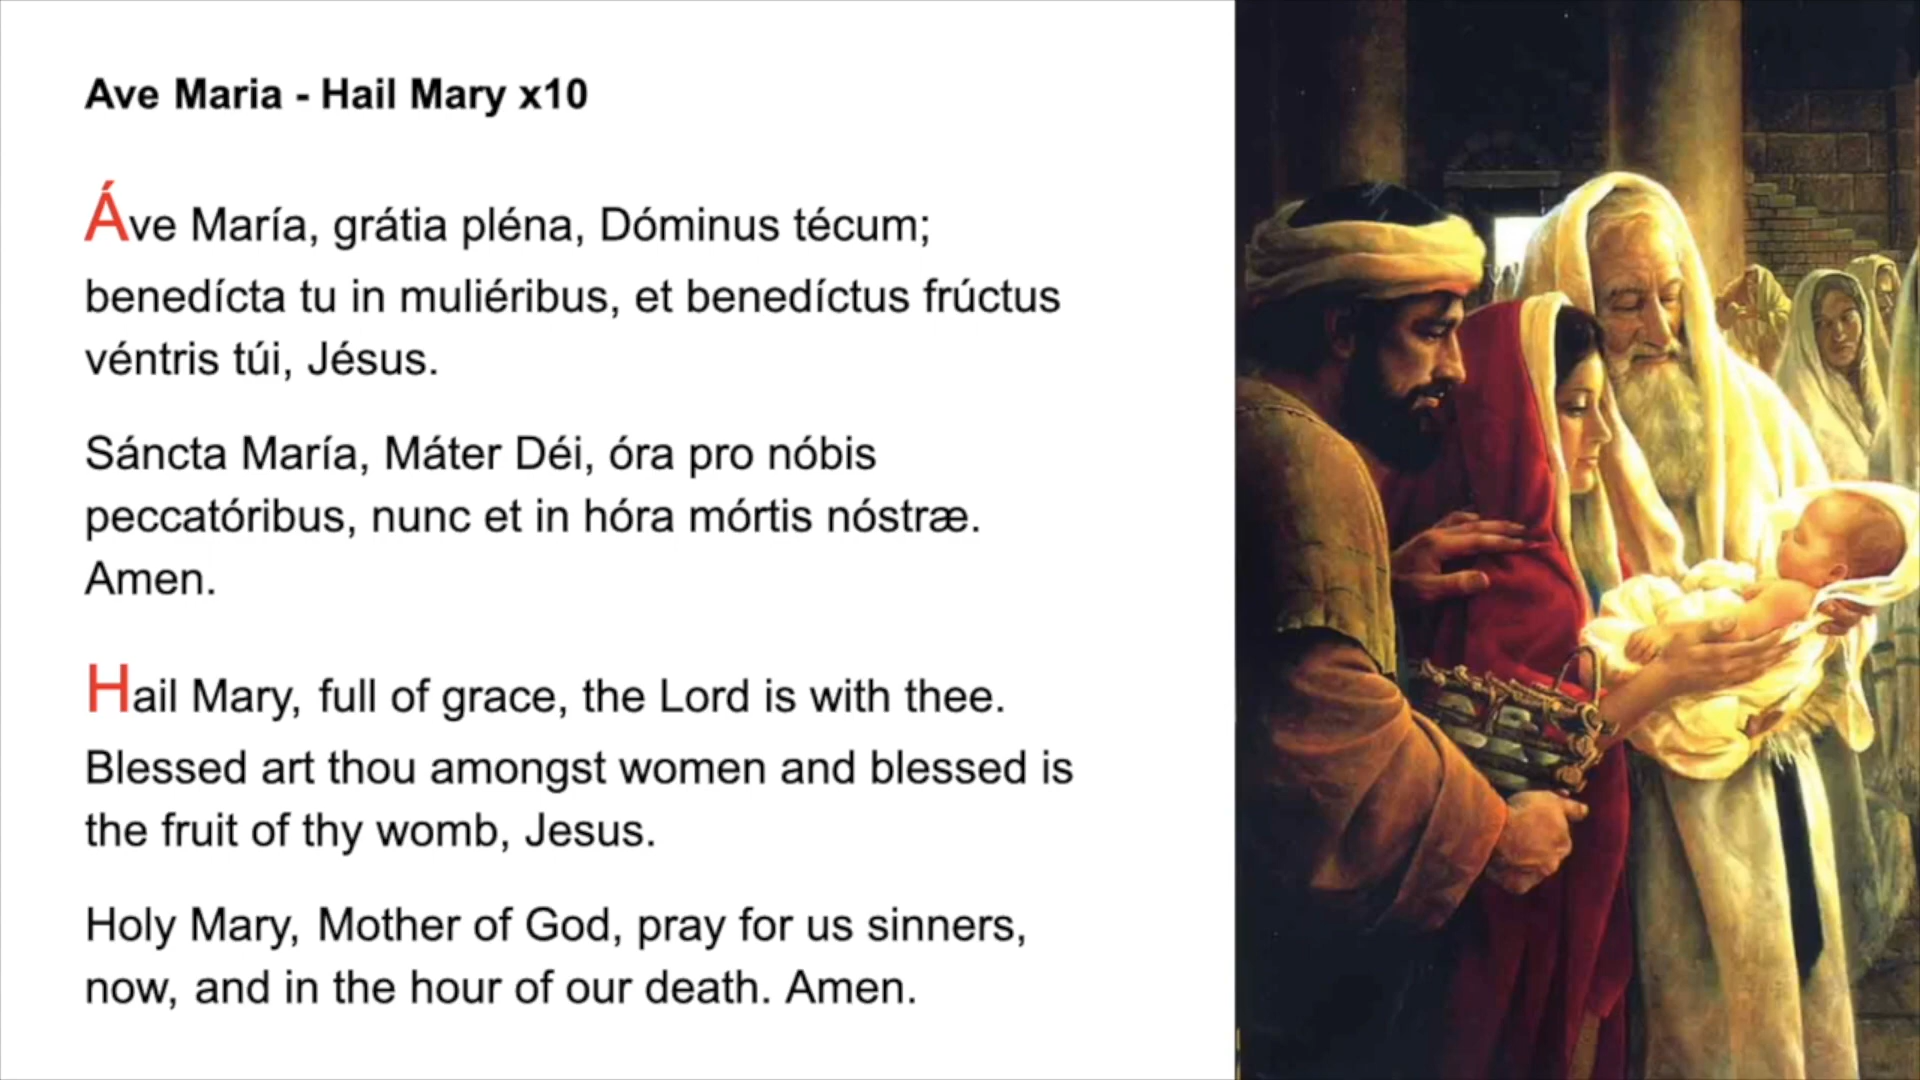 Ave Maria - Hail Mary x10
Áve María, grátia pléna, Dóminus técum;
benedícta tu in muliéribus, et benedíctus frúctus
véntris túi, Jésus.
Sáncta María, Máter Déi, óra pro nóbis
peccatóribus, nunc et in hóra mórtis nóstræ.
Amen.
Hail Mary, full of grace, the Lord is with thee.
Blessed art thou amongst women and blessed is
the fruit of thy womb, Jesus.
Holy Mary, Mother of God, pray for us sinners,
now, and in the hour of our death. Amen.